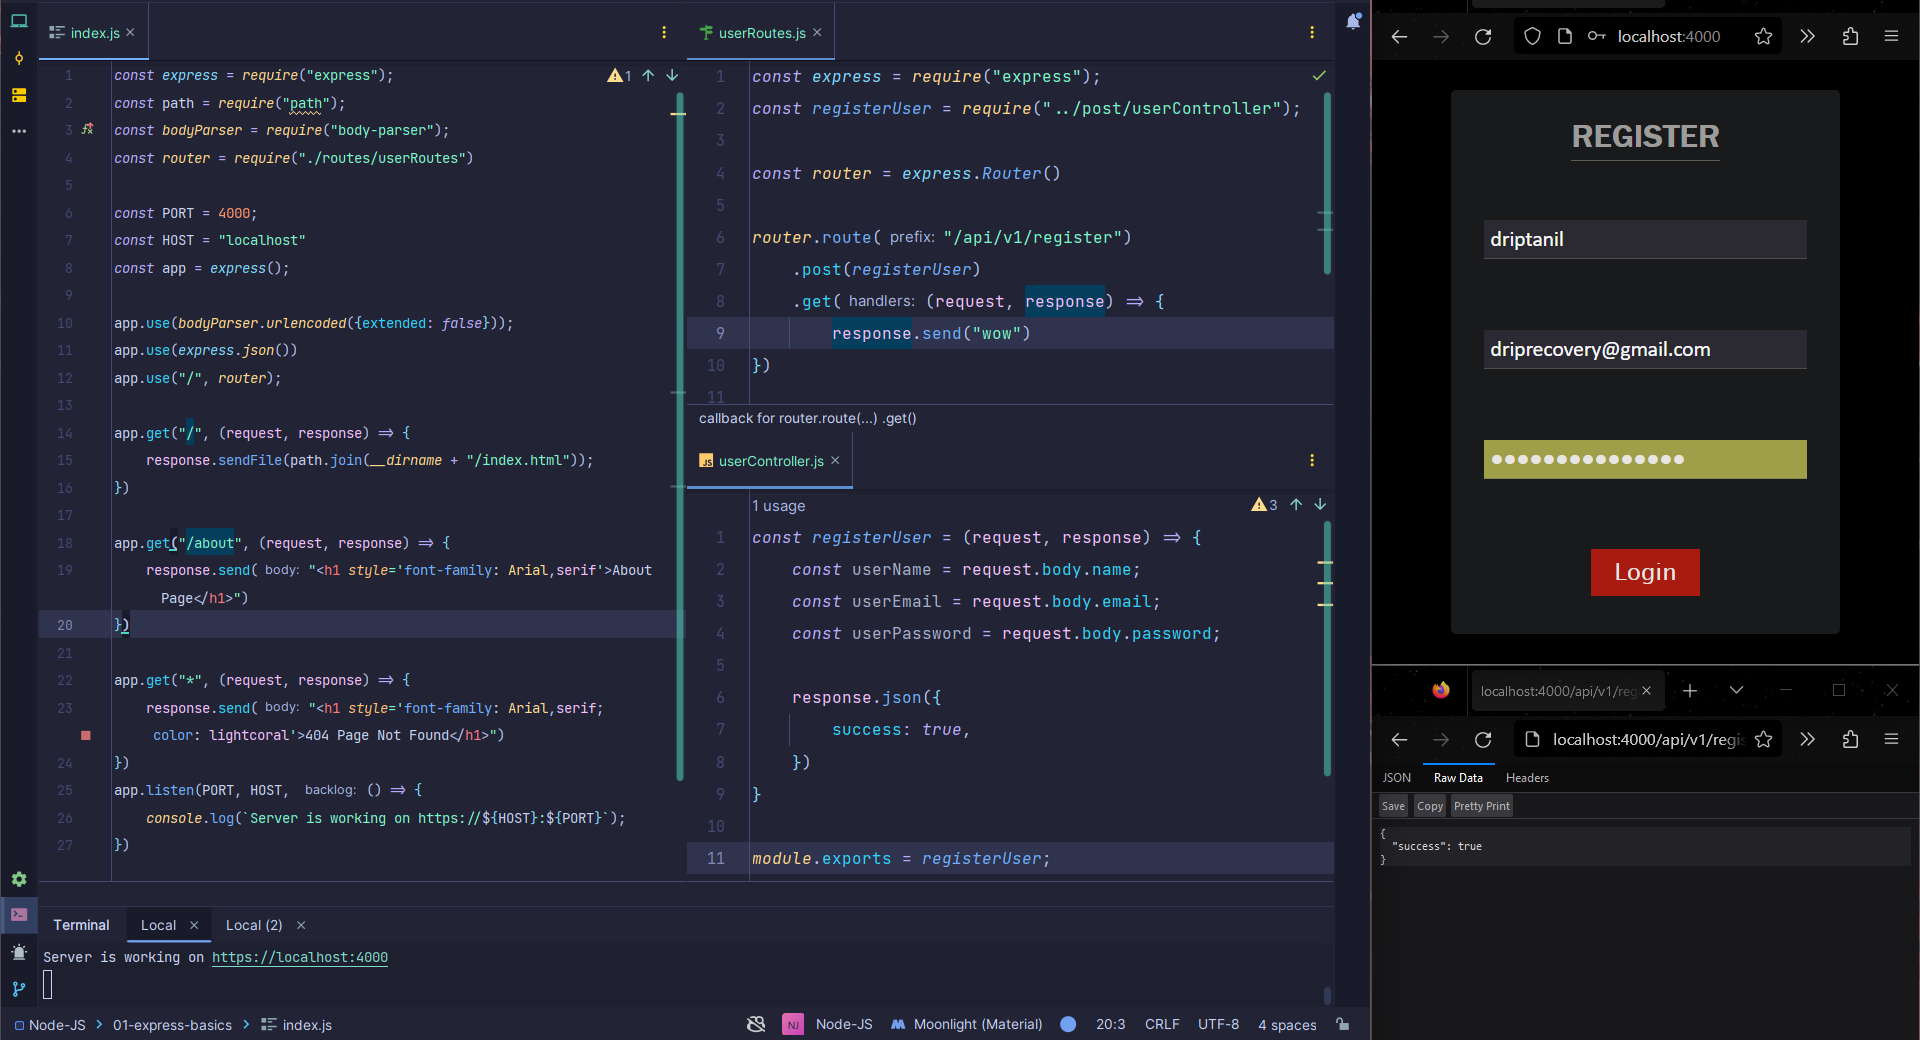 index.js
1 const express = require("express");
2 const path = require("path");
3 const bodyParser = require("body-parser");
4 const router = require("./routes/userRoutes")
5
6 const PORT = 4000;
7 const HOST = "localhost"
8 const app = express();
9
10 app.use(bodyParser.urlencoded({extended: false}));
11 app.use(express.json())
12 app.use("/", router);
13
14 app.get("/", (request, response) => {
15 response.sendFile(path.join(__dirname + "/index.html"));
16 })
17
18 app.get("/about", (request, response) => {
19 response.send( body: "<h1 style='font-family: Arial,serif'>About
Page</h1>")
20 })
21
22 app.get("*", (request, response) => {
23 response.send( body: "<h1 style='font-family: Arial,serif;
color: lightcoral'>404 Page Not Found</h1>")
24 })
25 app.listen(PORT, HOST, backlog: () => {
26 console.log(`Server is working on https://${HOST}:${PORT}`);
27 })
1
userRoutes.js
1 const express = require("express");
2 const registerUser = require("../post/userController");
3
4 const router = express.Router()
5
6 router.route( prefix: "/api/v1/register")
7 .post(registerUser)
8 .get( handlers: (request, response) => {
9 response.send("wow")
10 })
11
callback for router.route(...) .get()
userController.js
1 usage
3
1 const registerUser = (request, response) => {
2 const userName = request.body.name;
3 const userEmail = request.body.email;
4 const userPassword = request.body.password;
5
6 response.json({
7 success: true,
8 })
9 }
10
11 module.exports = registerUser;
Terminal Local Local (2)
Server is working on https://localhost:4000
Node-JS > 01-express-basics > index.js
NJ Node-JS Moonlight (Material) 20:3 CRLF UTF-8 4 spaces
localhost:4000
REGISTER
driptanil
driprecovery@gmail.com
Login
localhost:4000/api/v1/reg
localhost:4000/api/v1/regis
JSON Raw Data Headers
Save Copy Pretty Print
{
"success": true
}